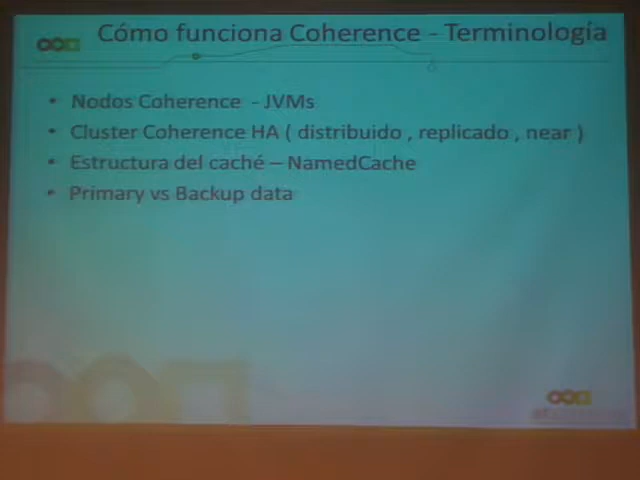 Cómo funciona Coherence - Terminología
• Nodos Coherence - JVMs
• Cluster Coherence HA ( distribuido , replicado , near )
• Estructura del caché – NamedCache
• Primary vs Backup data